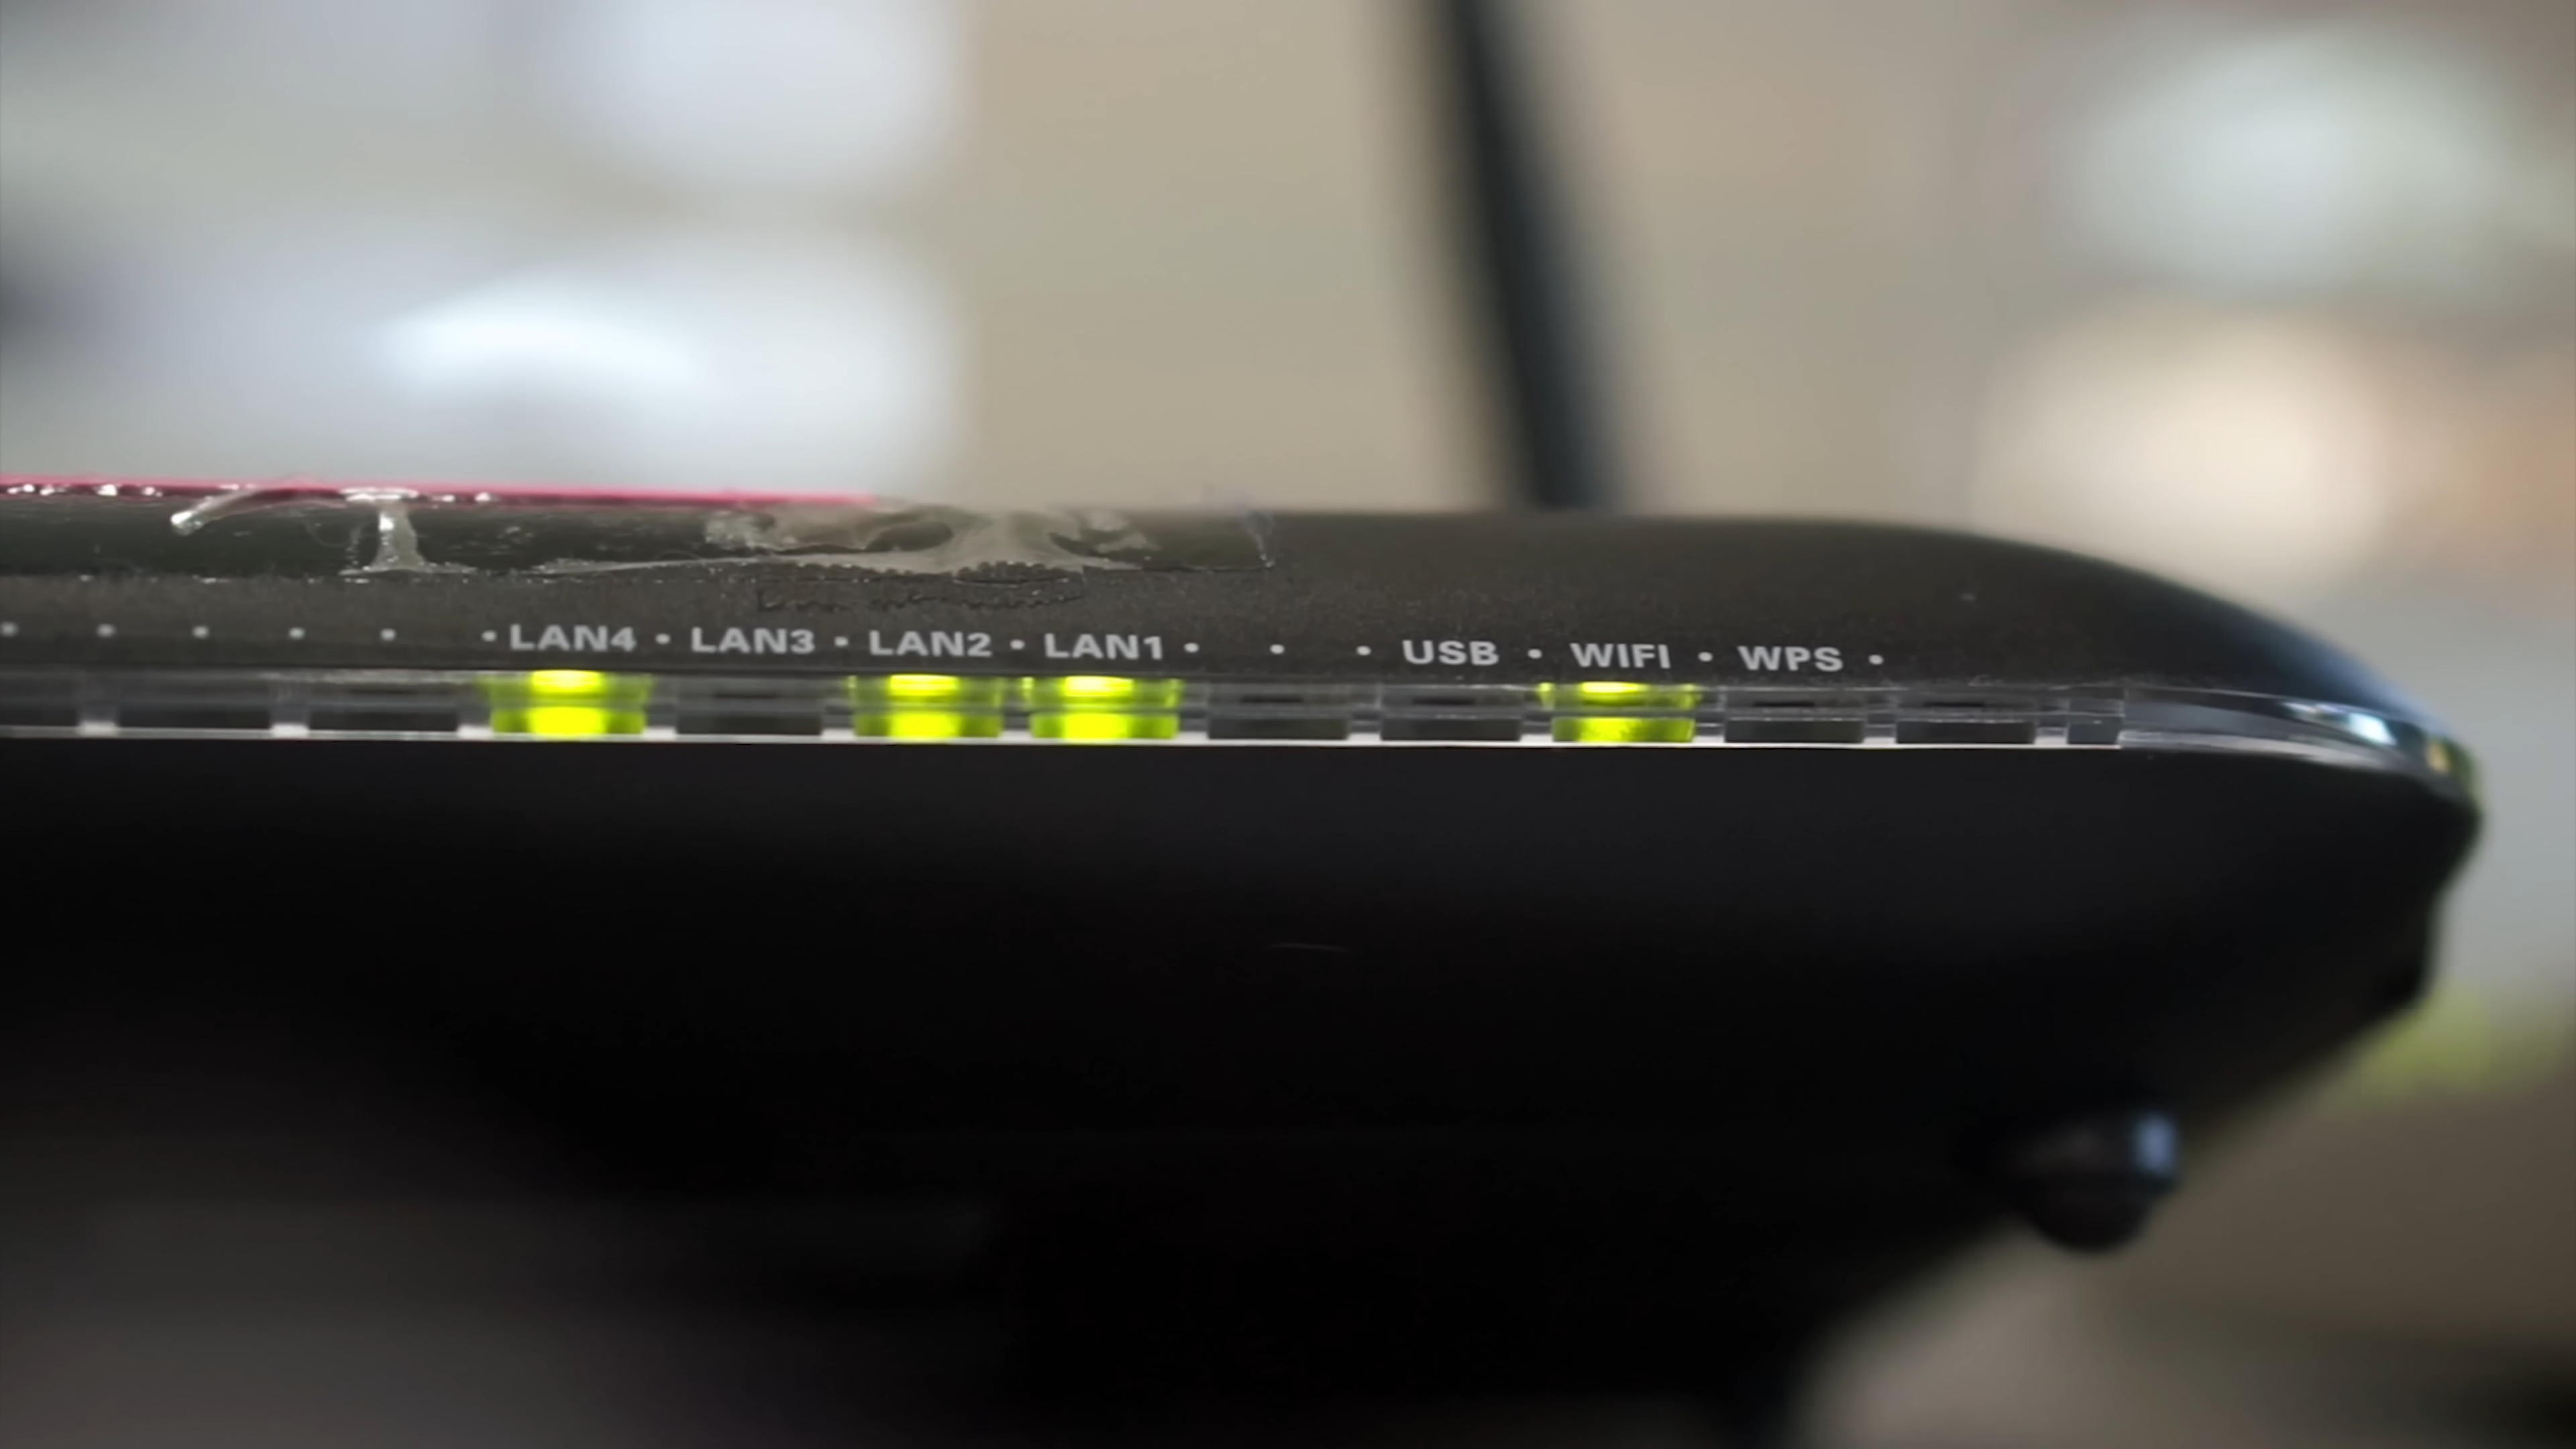 • • • • • • LAN4 • LAN3 • LAN2 • LAN1 • • • USB • WIFI • WPS •